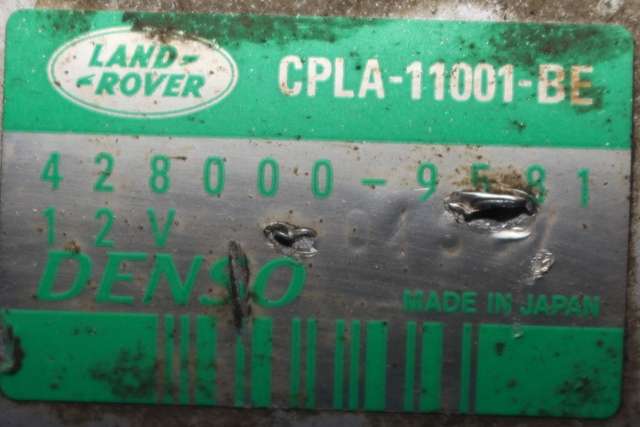 LAND-
ROVER
CPLA-11001-BE
428000-9581
12V
DENSO
MADE IN JAPAN